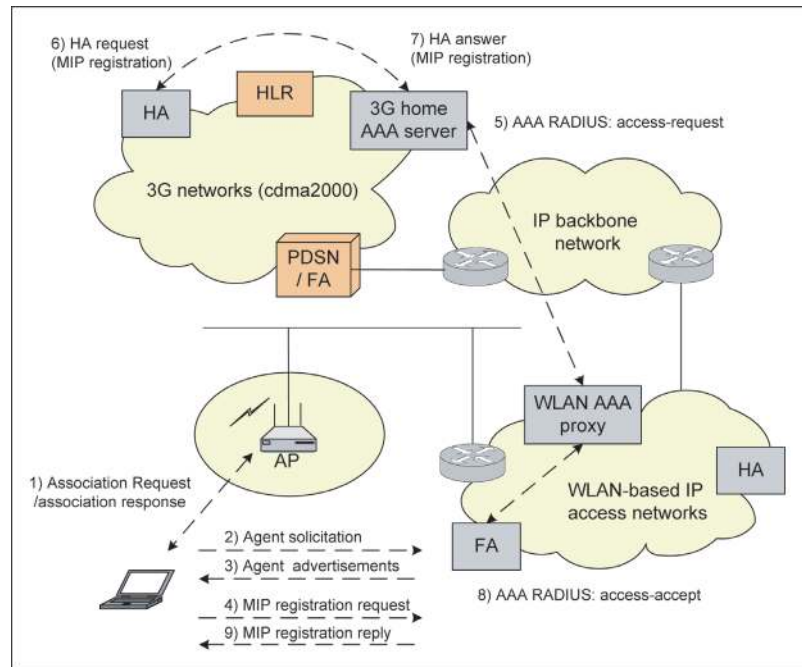 6) HA request
(MIP registration)
7) HA answer
(MIP registration)
HLR
HA
3G home
AAA server
5) AAA RADIUS: access-request
3G networks (cdma2000)
IP backbone
network
PDSN
/ FA
WLAN AAA
proxy
AP
HA
1) Association Request
/association response
WLAN-based IP
access networks
2) Agent solicitation
FA
3) Agent advertisements
8) AAA RADIUS: access-accept
4) MIP registration request
9) MIP registration reply